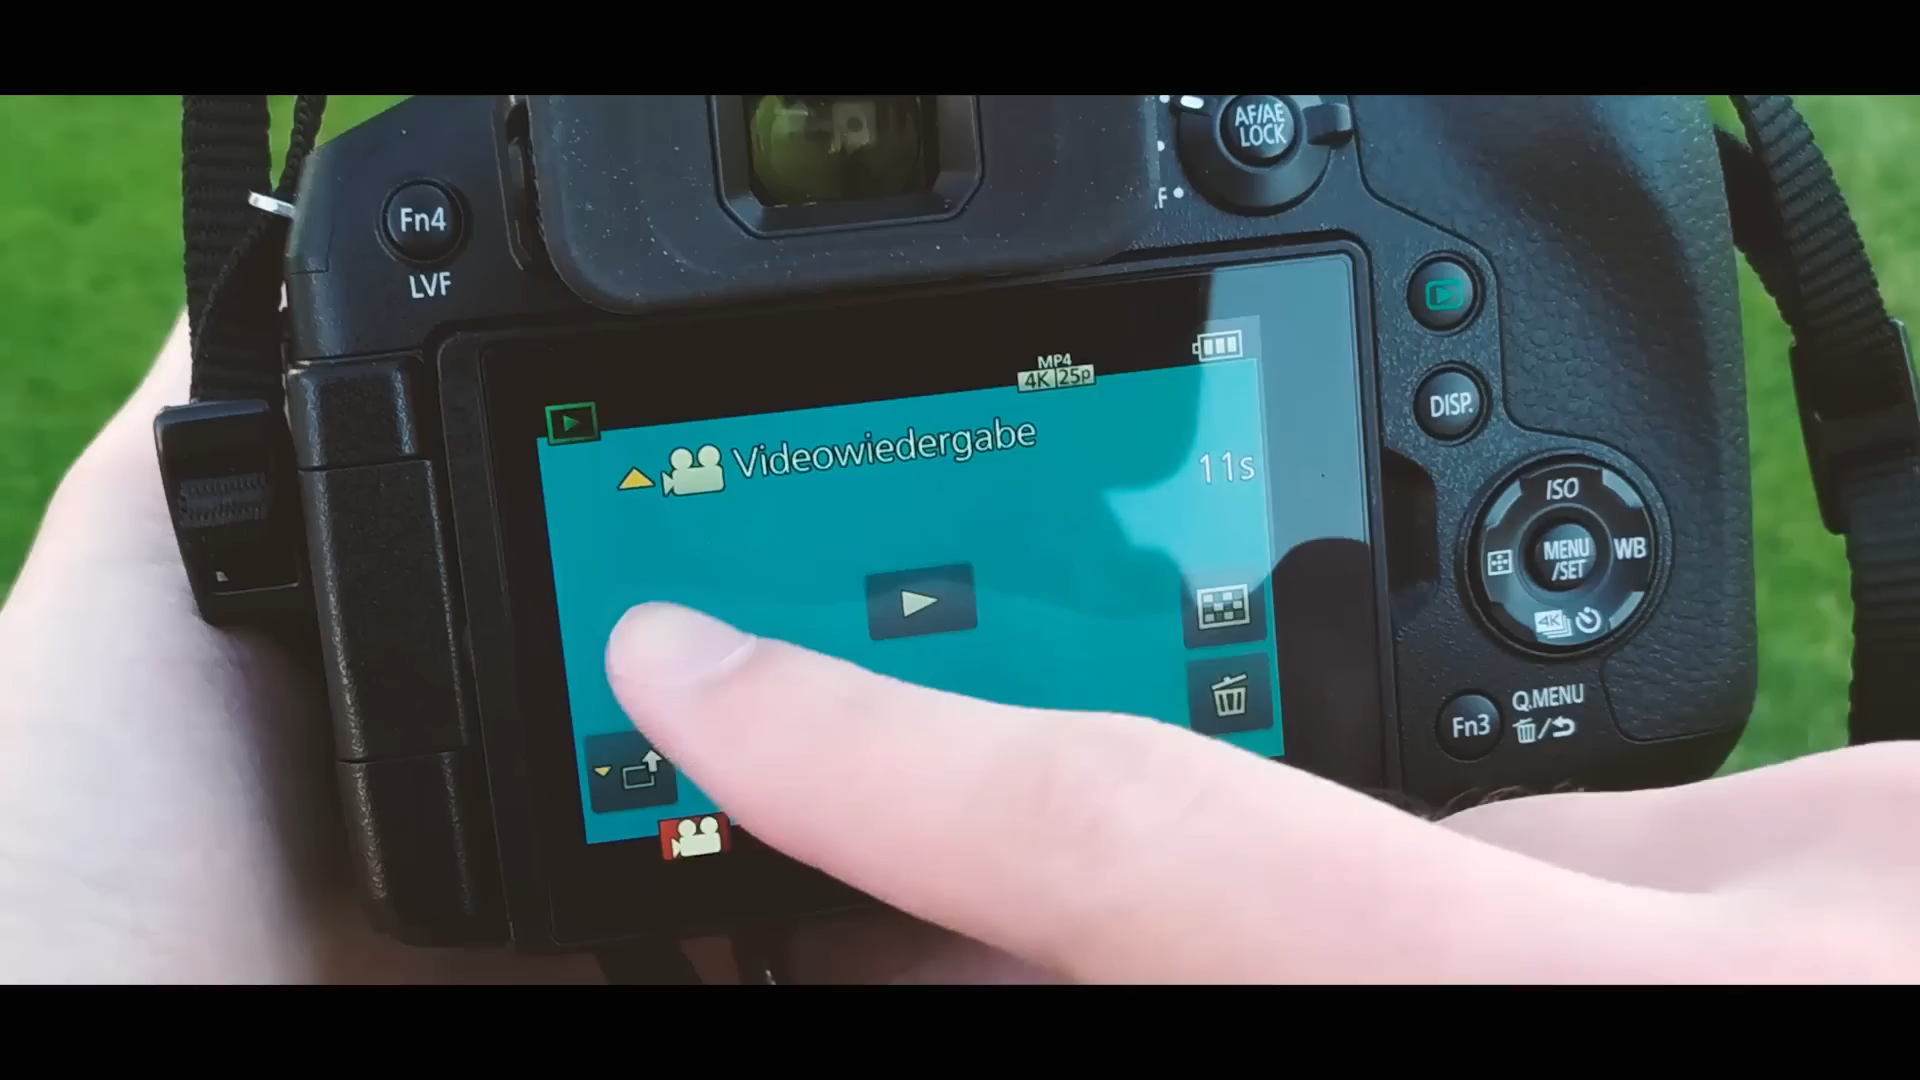 AF/AE
LOCK
F
Fn4
LVF
MP4
4K 25p
Videowiedergabe
11s
DISP.
ISO
MENU
/SET
WB
4K
Fn3
Q.MENU